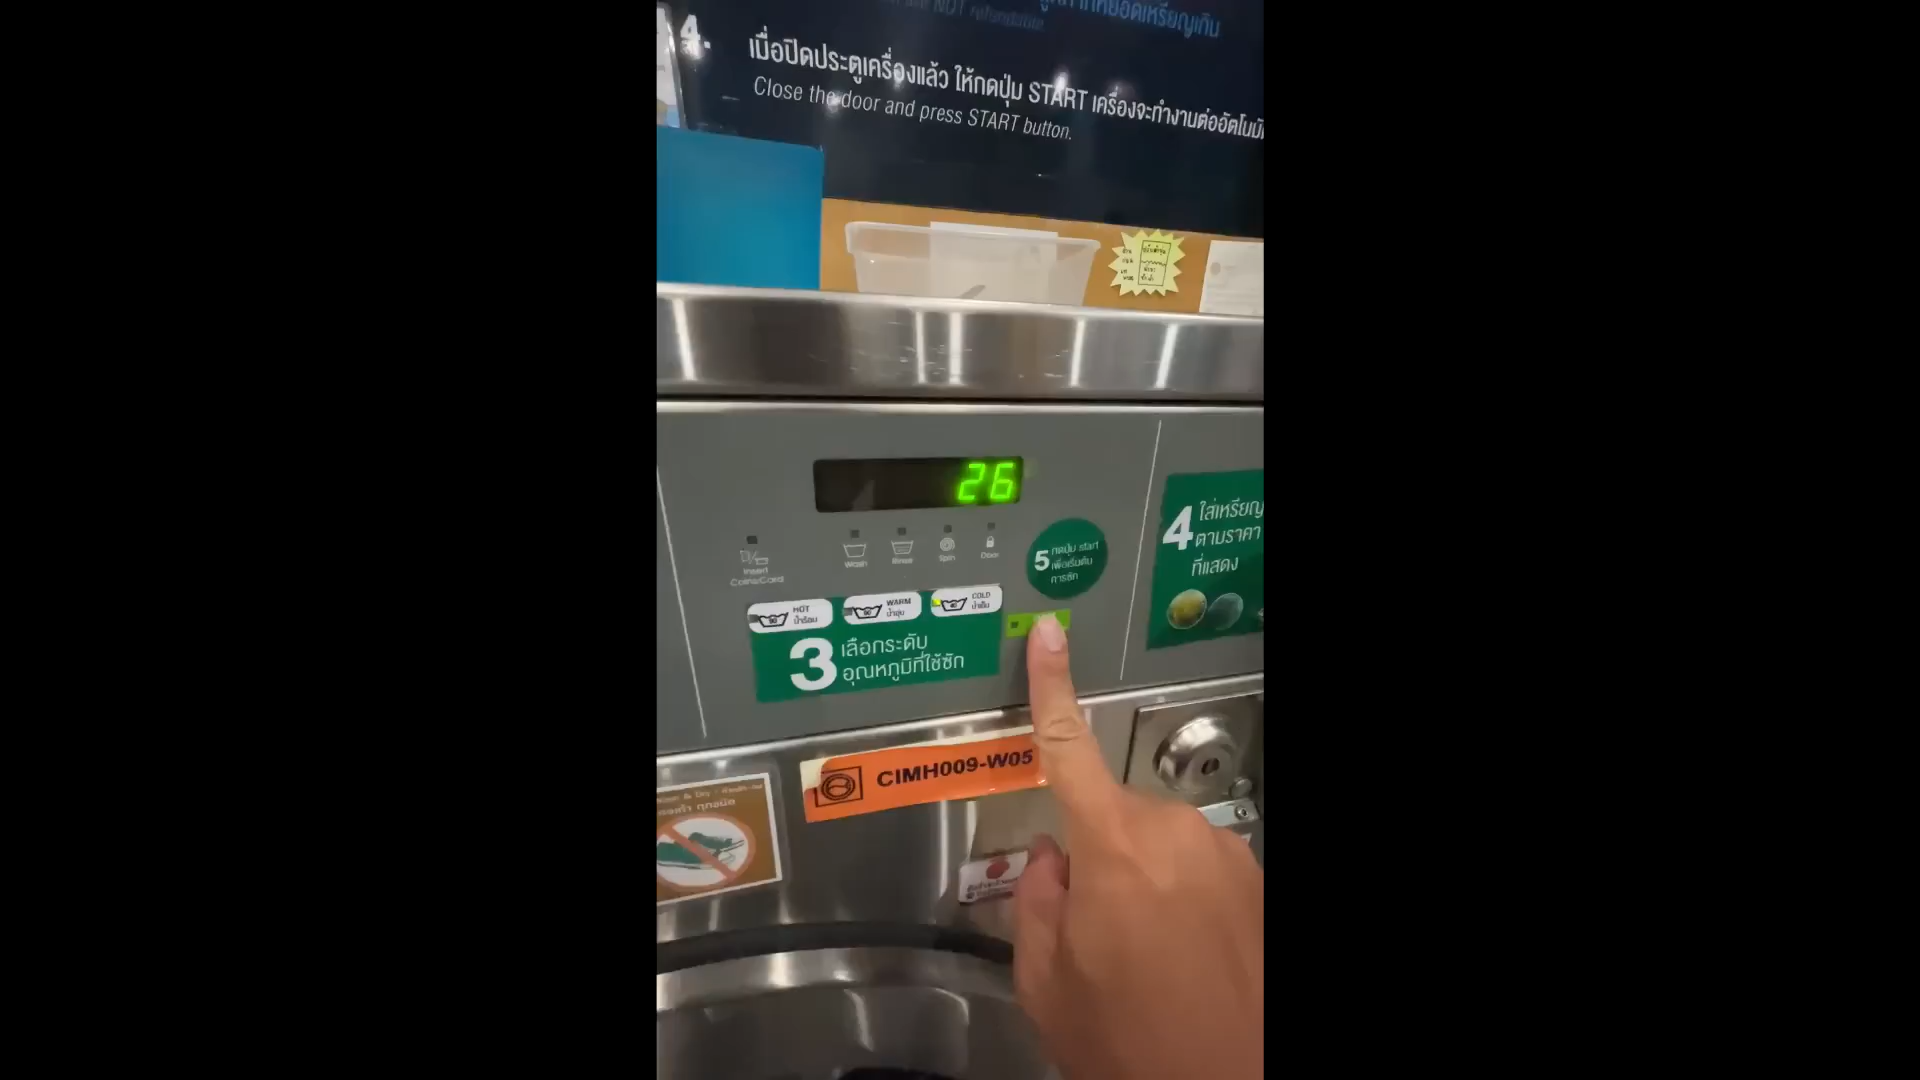 4.
เมื่อปิดประตูเครื่องแล้ว ให้กดปุ่ม START เครื่องจะทำงานต่ออัตโนมั
Close the door and press START button.
26
Insert
Coins/Card
Wash
Rinse
Spin
Door
5 กดปุ่ม start
เพื่อเริ่มต้น
การซัก
4 ใส่เหรียญ
ตามราคา
ที่แสดง
HOT
น้ำร้อน
WARM
น้ำอุ่น
COLD
น้ำเย็น
3 เลือกระดับ
อุณหภูมิที่ใช้ซัก
CIMH009-W05